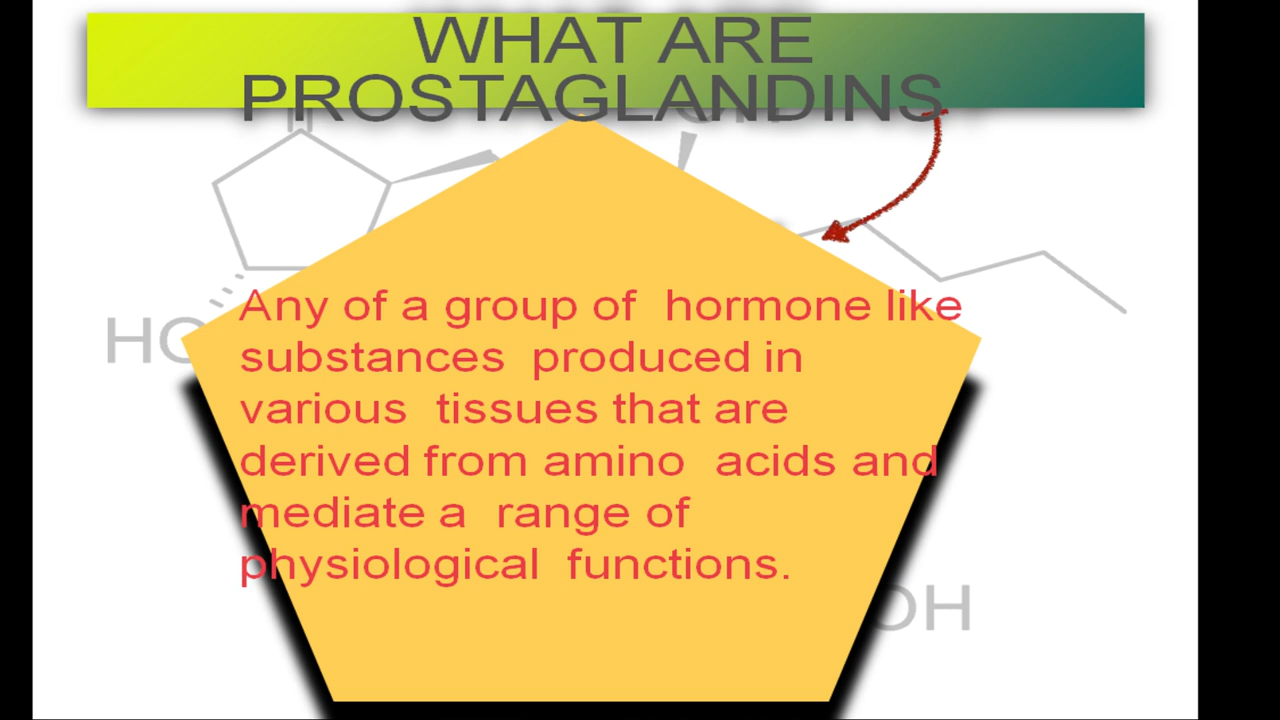 WHAT ARE
PROSTAGLANDINS
Any of a group of hormone like
substances produced in
various tissues that are
derived from amino acids and
mediate a range of
physiological functions.
OH